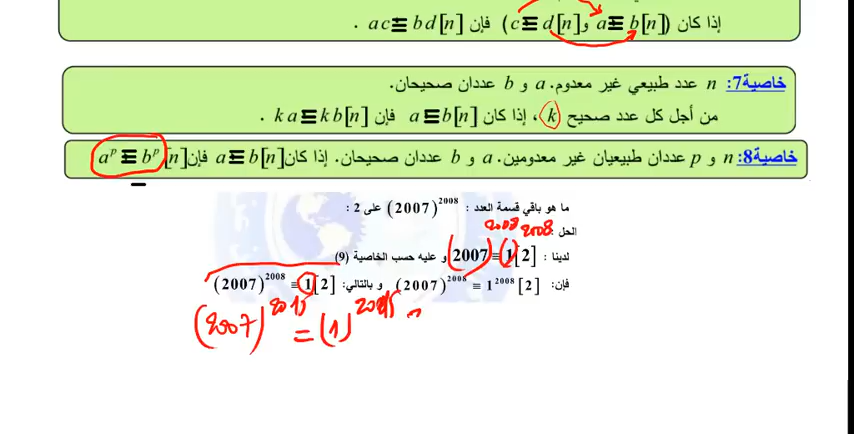 إذا كان (c≡d[n] و a≡b[n]) فإن ac≡bd[n] .
خاصية7: n عدد طبيعي غير معدوم. a و b عددان صحيحان.
من أجل كل عدد صحيح k ، إذا كان a≡b[n] فإن ka≡kb[n] .
خاصية8: n و p عددان طبيعيان غير معدومين. a و b عددان صحيحان. إذا كان a≡b[n] فإن a^p≡b^p[n]
ما هو باقي قسمة العدد : (2007)^2008 على 2 :
2008 2008
الحل :
لدينا : 2007≡1[2] و عليه حسب الخاصية (9)
فإن: (2007)^2008≡1^2008[2] و بالتالي: (2007)^2008≡1[2]
(2007)^2015 = (1)^2015